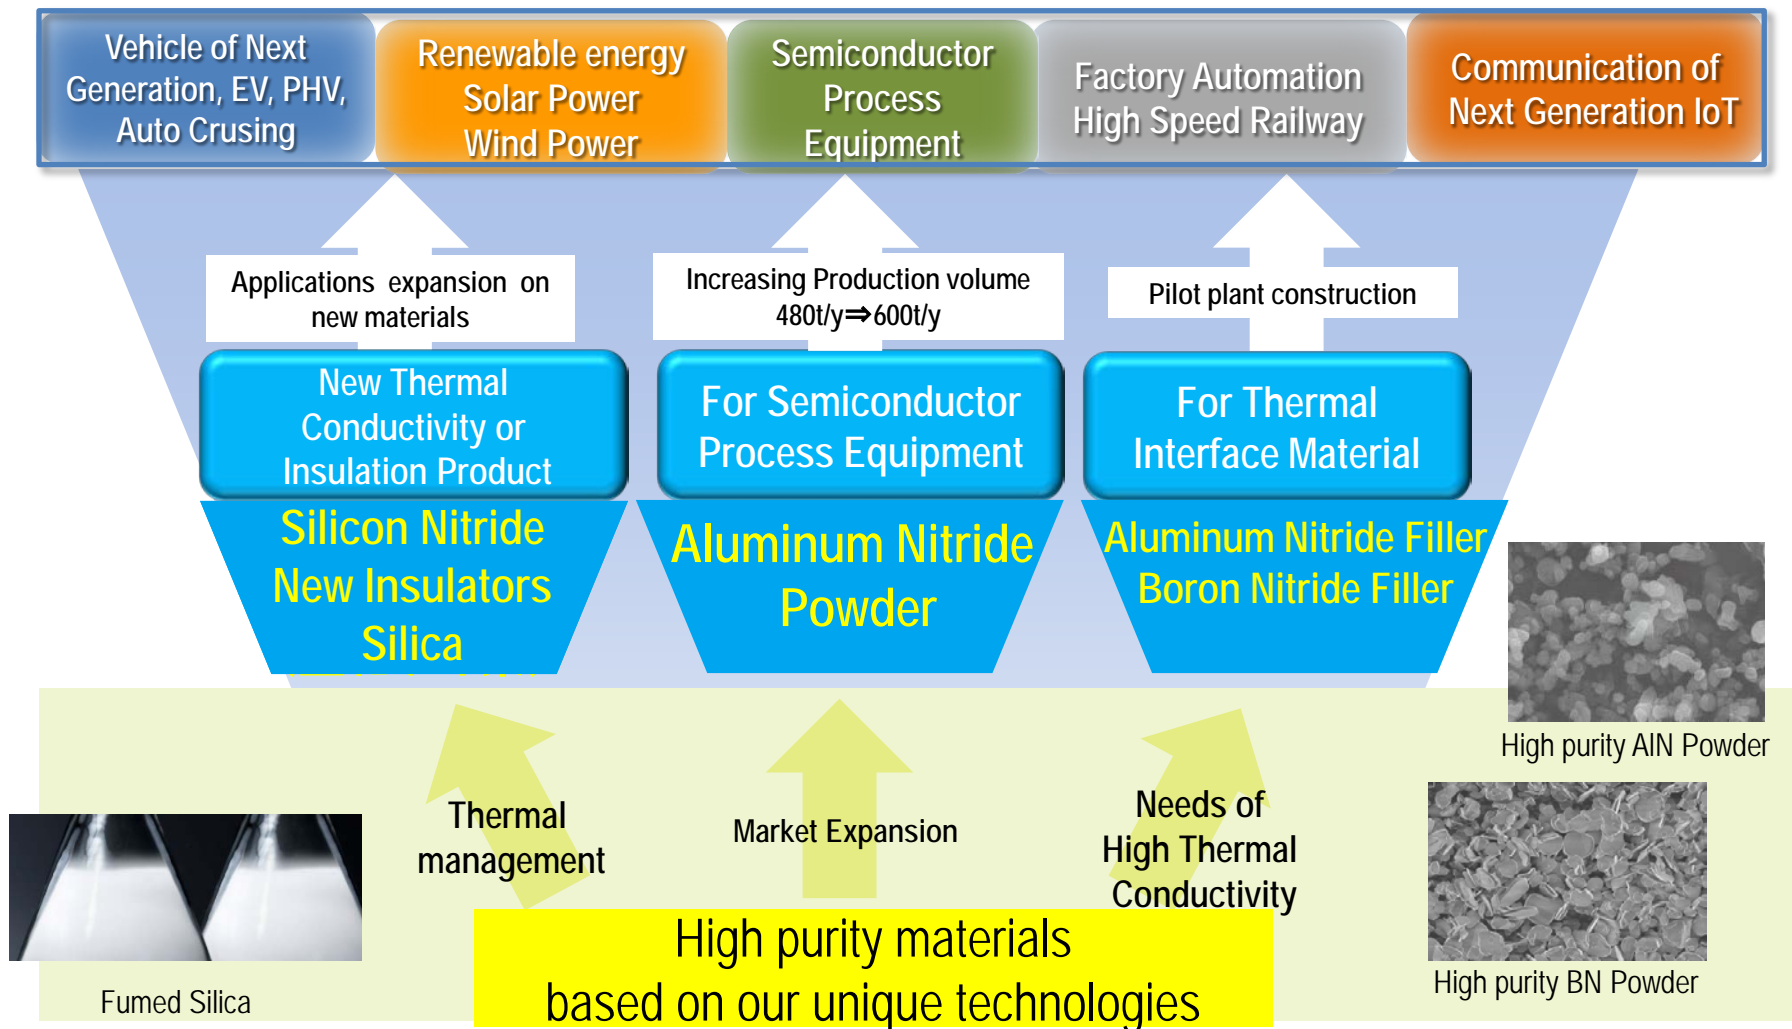 Vehicle of Next
Generation, EV, PHV,
Auto Crusing
Renewable energy
Solar Power
Wind Power
Semiconductor
Process
Equipment
Factory Automation
High Speed Railway
Communication of
Next Generation IoT
Applications expansion on
new materials
Increasing Production volume
480t/y⇒600t/y
Pilot plant construction
New Thermal
Conductivity or
Insulation Product
For Semiconductor
Process Equipment
For Thermal
Interface Material
Silicon Nitride
New Insulators
Silica
Aluminum Nitride
Powder
Aluminum Nitride Filler
Boron Nitride Filler
High purity AlN Powder
Thermal
management
Market Expansion
Needs of
High Thermal
Conductivity
High purity BN Powder
Fumed Silica
High purity materials
based on our unique technologies